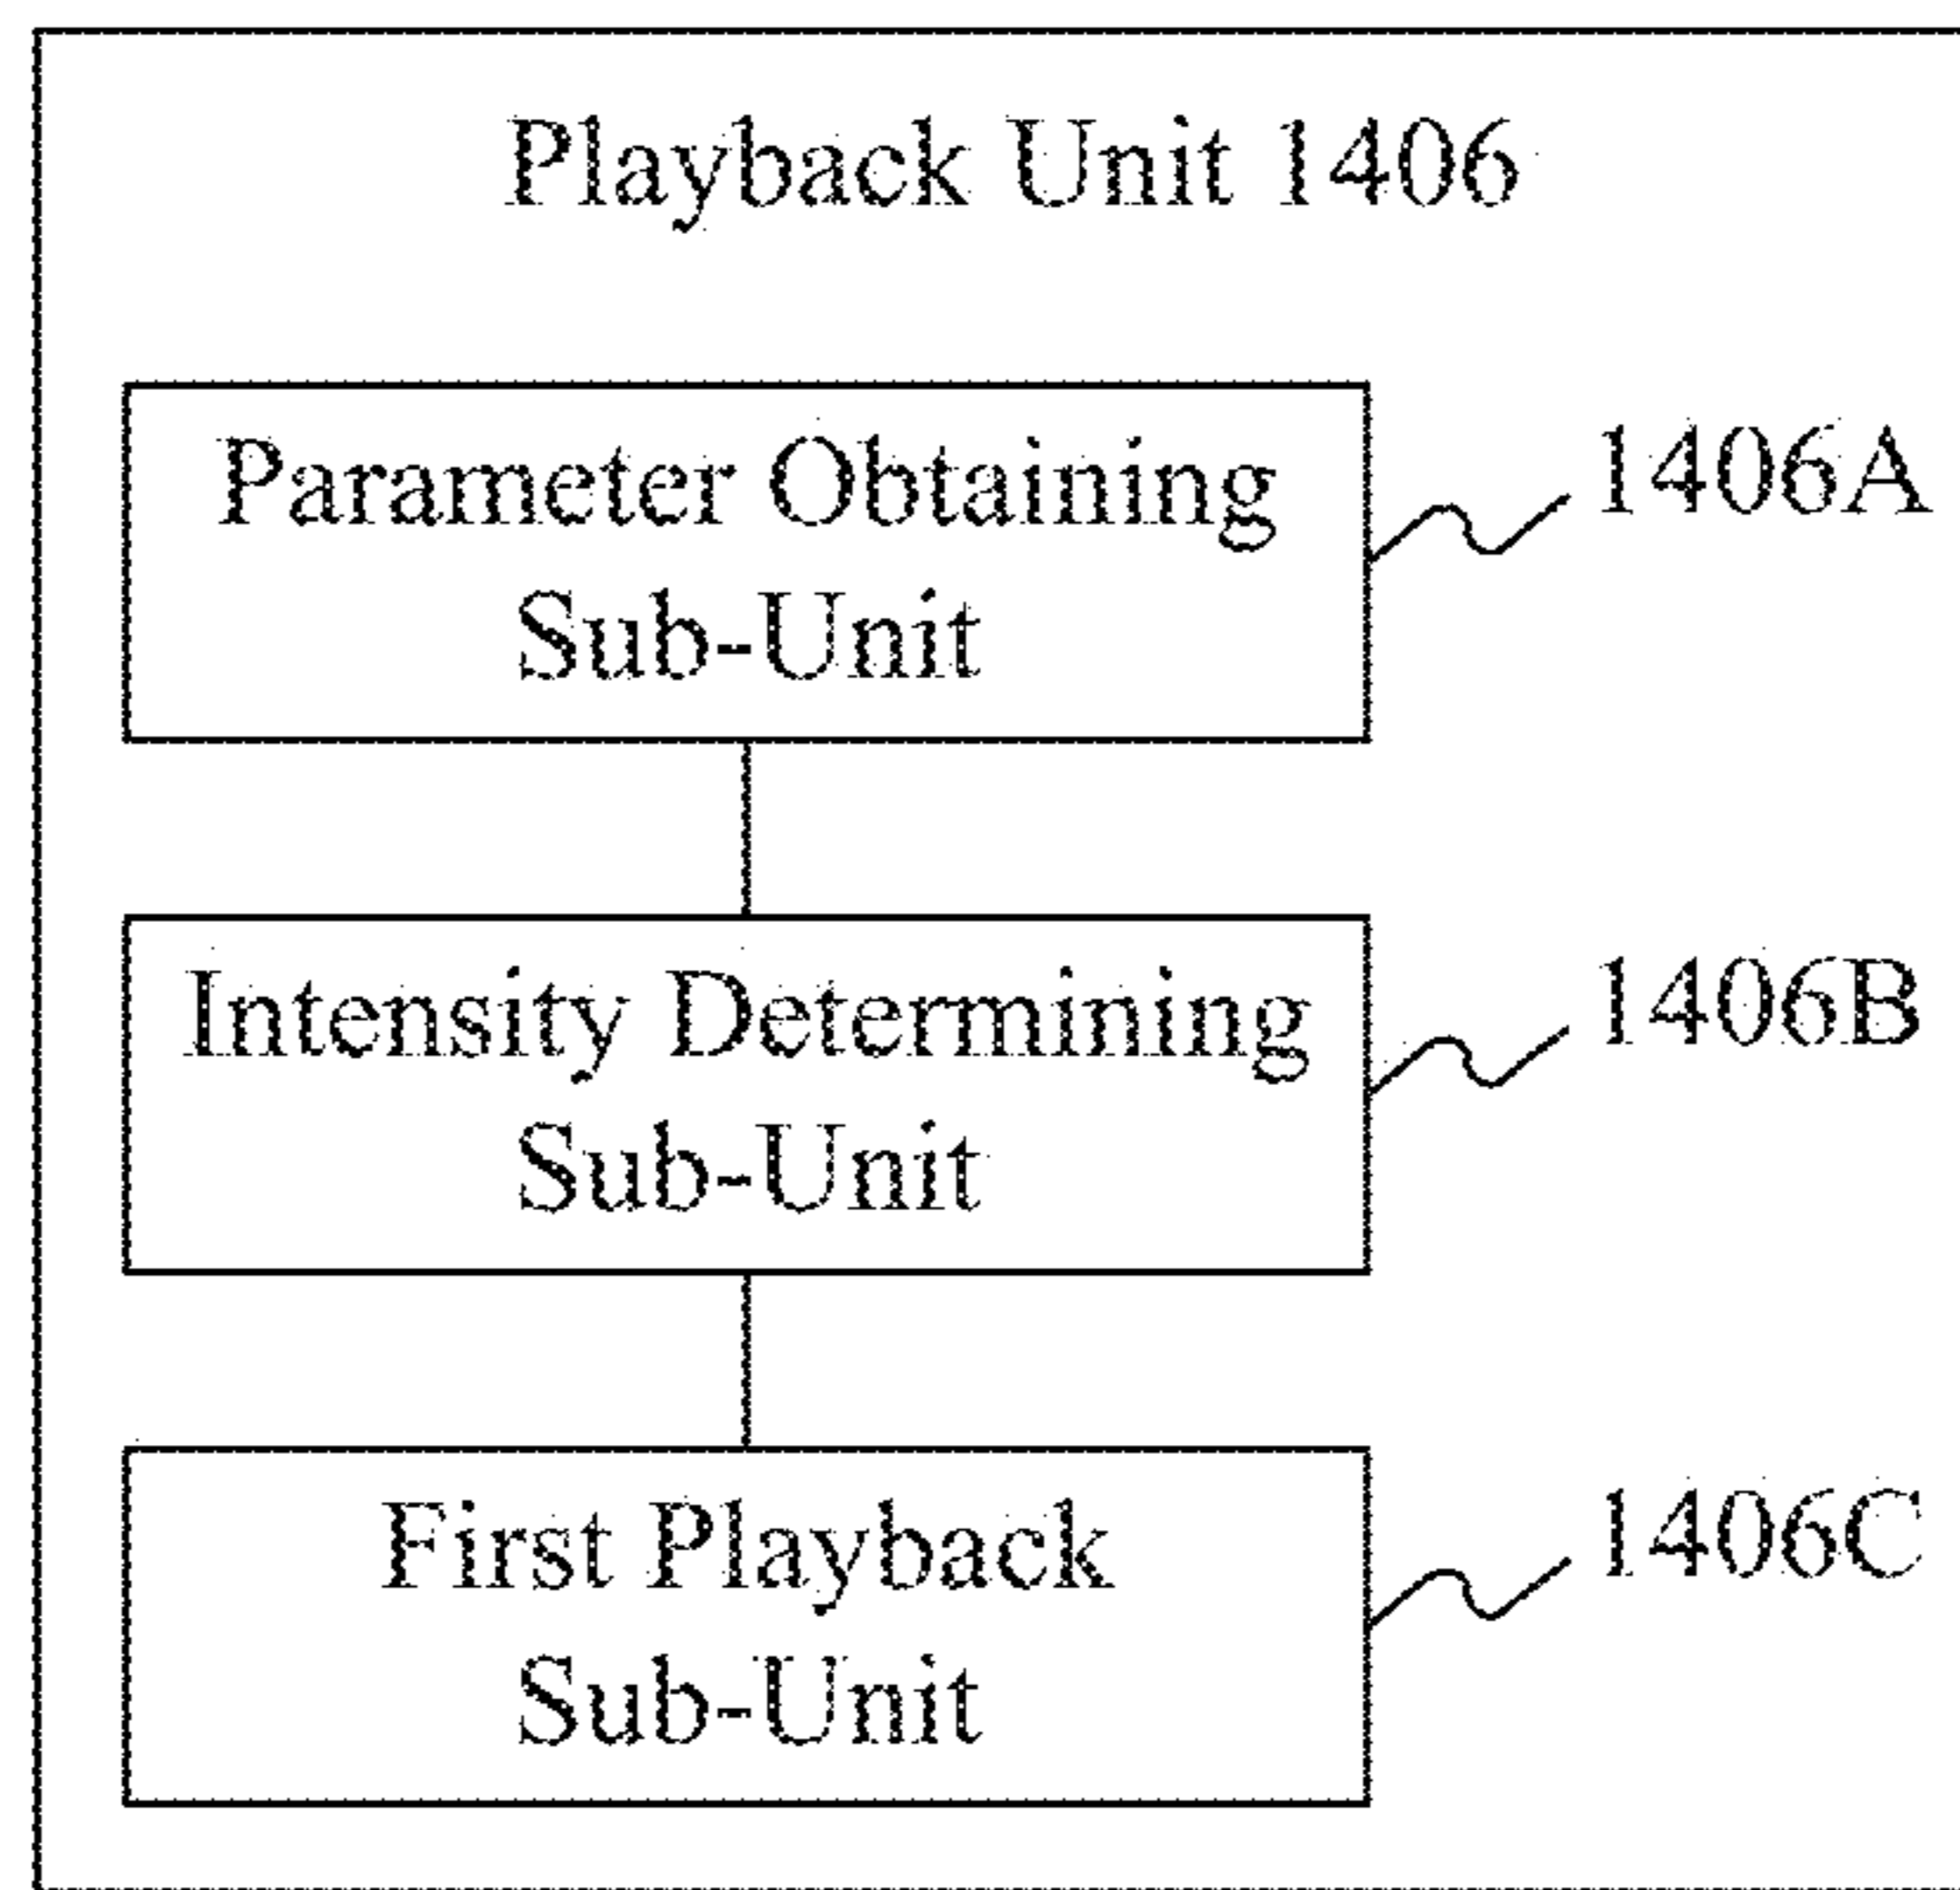 Playback Unit 1406
Parameter Obtaining
Sub-Unit
1406A
Intensity Determining
Sub-Unit
1406B
First Playback
Sub-Unit
1406C